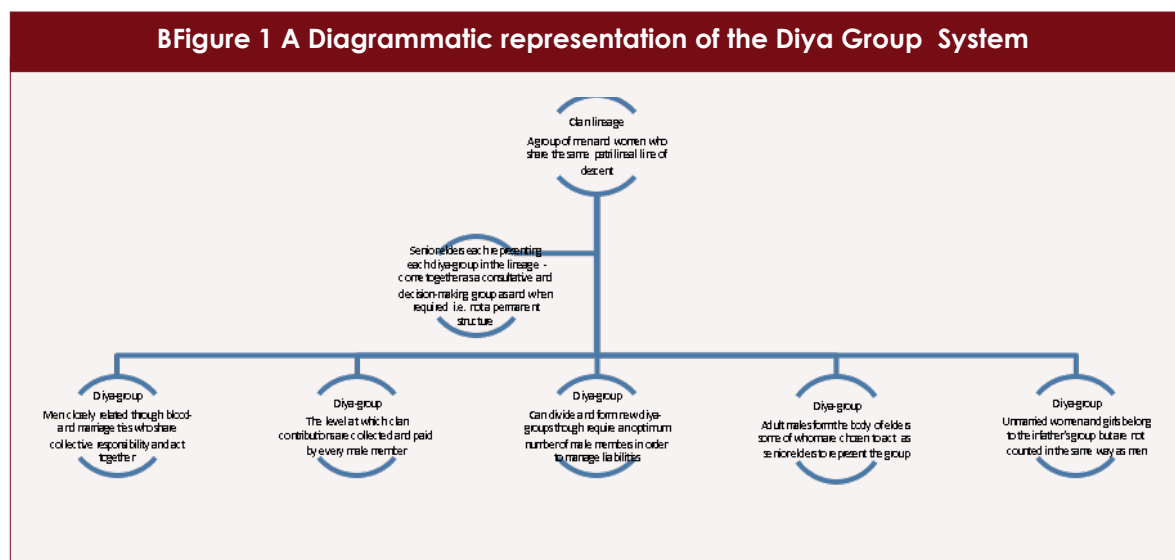 BFigure 1 A Diagrammatic representation of the Diya Group System
Clan lineage
A group of men and women who
share the same patrilineal line of
descent
Senior elders each representing
each diya-group in the lineage -
come together as a consultative and
decision-making group as and when
required i.e. not a permanent
structure
Diya-group
Men closely related through blood-
and marriage ties who share
collective responsibility and act
together
Diya-group
The level at which clan
contributions are collected and paid
by every male member
Diya-group
Can divide and form new diya-
groups though require an optimum
number of male members in order
to manage liabilities
Diya-group
Adult males form the body of elders
some of whom are chosen to act as
senior elders to represent the group
Diya-group
Unmarried women and girls belong
to the infather's group but are not
counted in the same way as men